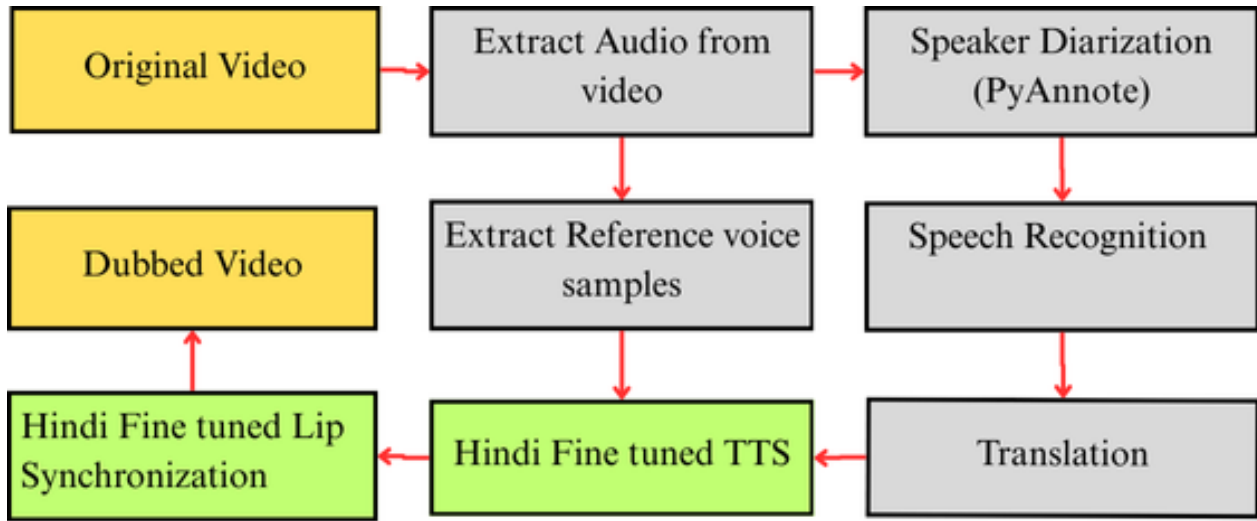 Original Video
Extract Audio from
video
Speaker Diarization
(PyAnnote)
Dubbed Video
Extract Reference voice
samples
Speech Recognition
Hindi Fine tuned Lip
Synchronization
Hindi Fine tuned TTS
Translation